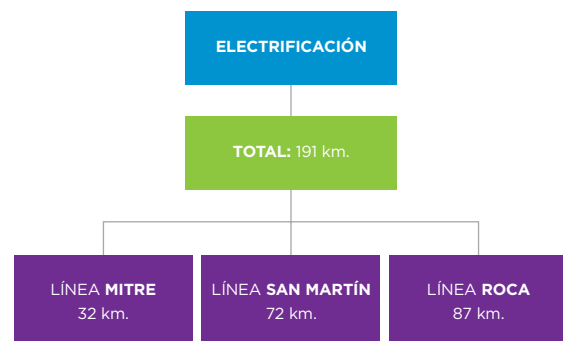 ELECTRIFICACIÓN
TOTAL: 191 km.
LÍNEA MITRE
32 km.
LÍNEA SAN MARTÍN
72 km.
LÍNEA ROCA
87 km.